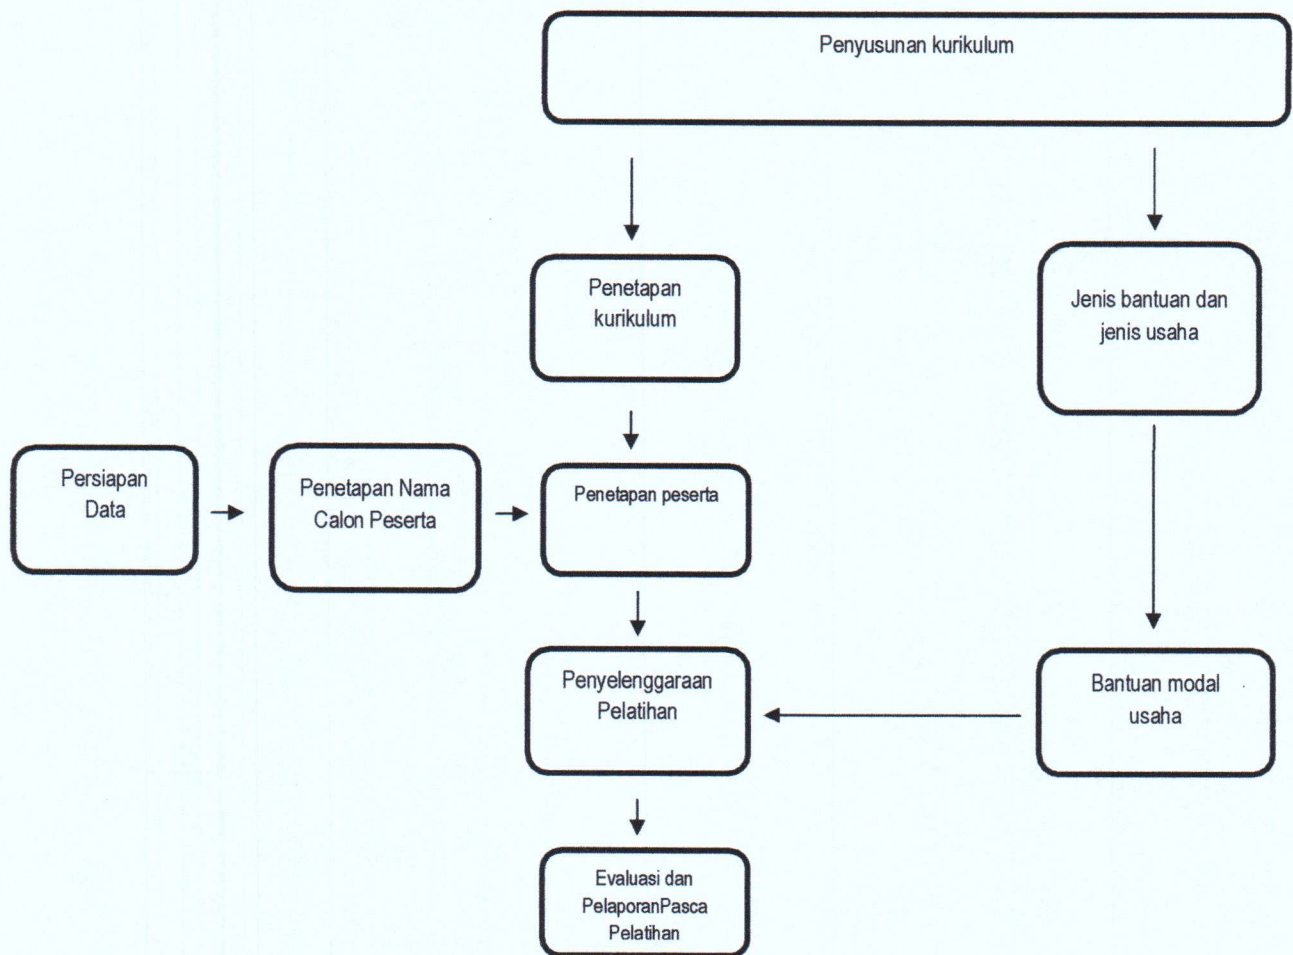 Penyusunan kurikulum
Penetapan
kurikulum
Jenis bantuan dan
jenis usaha
Persiapan
Data
Penetapan Nama
Calon Peserta
Penetapan peserta
Penyelenggaraan
Pelatihan
Bantuan modal
usaha
Evaluasi dan
PelaporanPasca
Pelatihan